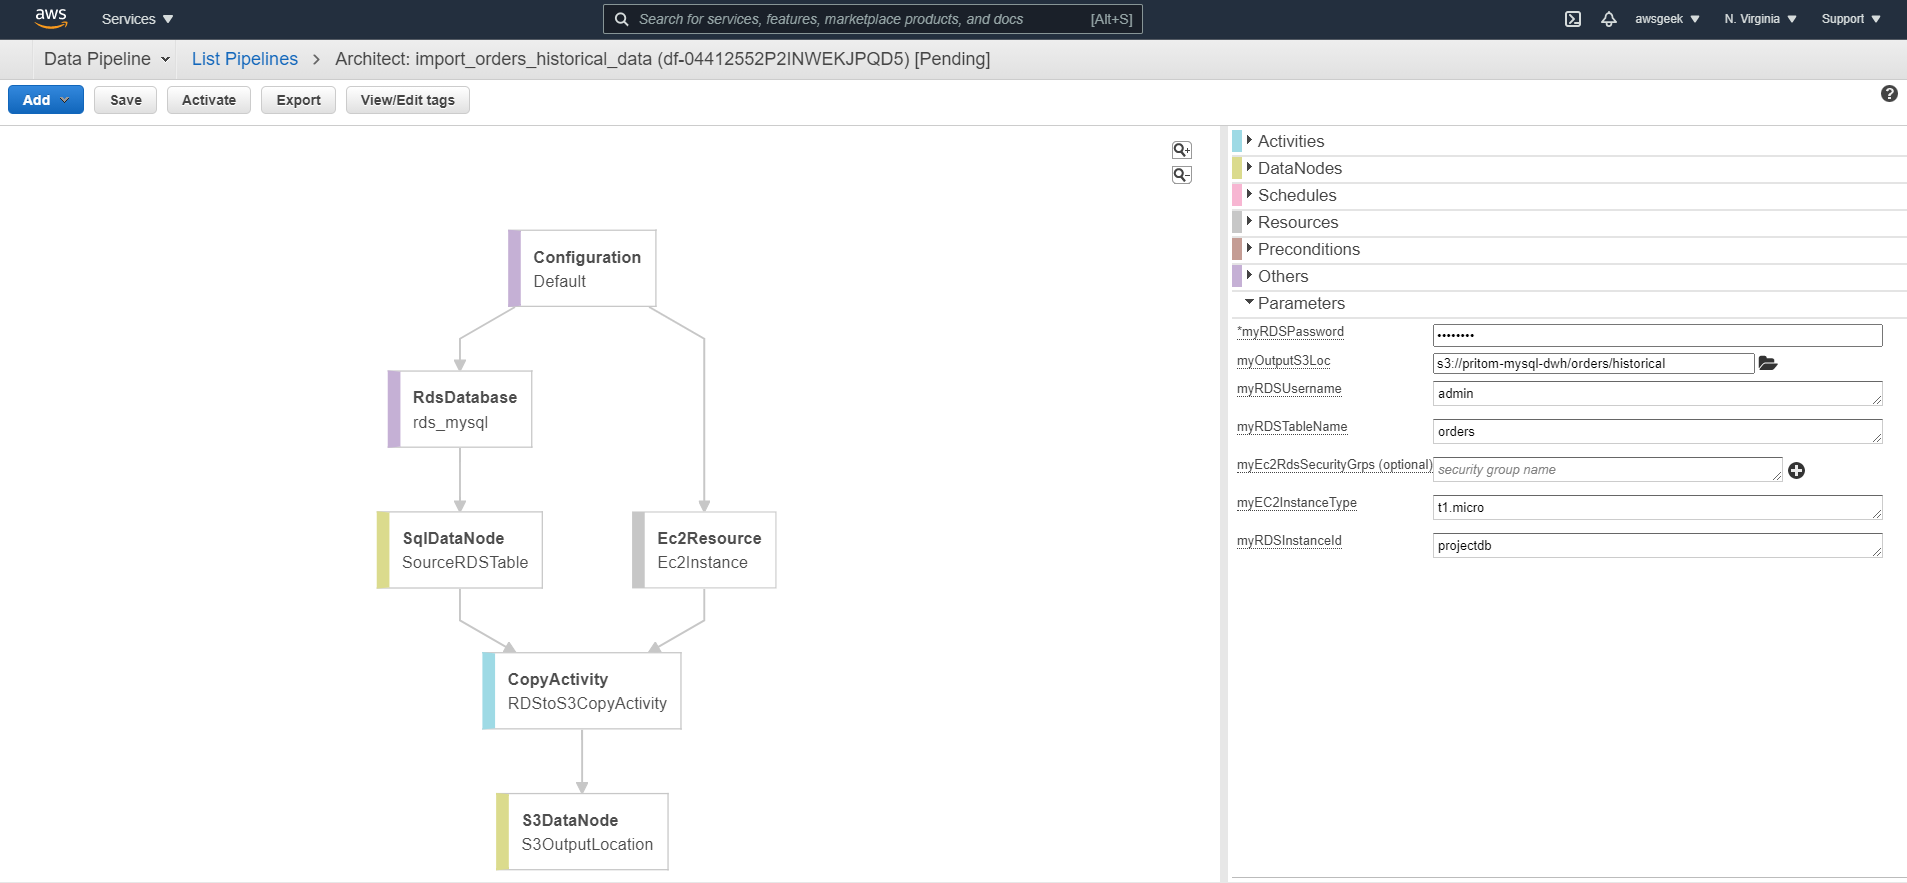 aws
Services
Search for services, features, marketplace products, and docs [Alt+S]
awsgeek
N. Virginia
Support
Data Pipeline
List Pipelines
Architect: import_orders_historical_data (df-04412552P2INWEKJPQD5) [Pending]
Add
Save
Activate
Export
View/Edit tags
Configuration
Default
RdsDatabase
rds_mysql
SqlDataNode
SourceRDSTable
Ec2Resource
Ec2Instance
CopyActivity
RDStoS3CopyActivity
S3DataNode
S3OutputLocation
Activities
DataNodes
Schedules
Resources
Preconditions
Others
Parameters
*myRDSPassword ••••••••
myOutputS3Loc s3://pritom-mysql-dwh/orders/historical
myRDSUsername admin
myRDSTableName orders
myEc2RdsSecurityGrps (optional) security group name
myEC2InstanceType t1.micro
myRDSInstanceId projectdb